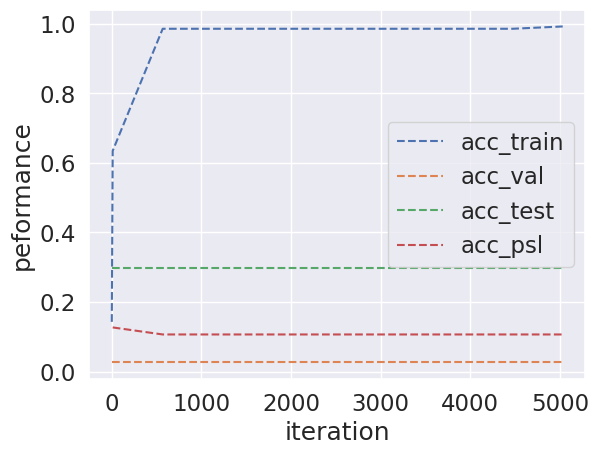 1.0
0.8
0.6
0.4
0.2
0.0
peformance
acc_train
acc_val
acc_test
acc_psl
0 1000 2000 3000 4000 5000
iteration